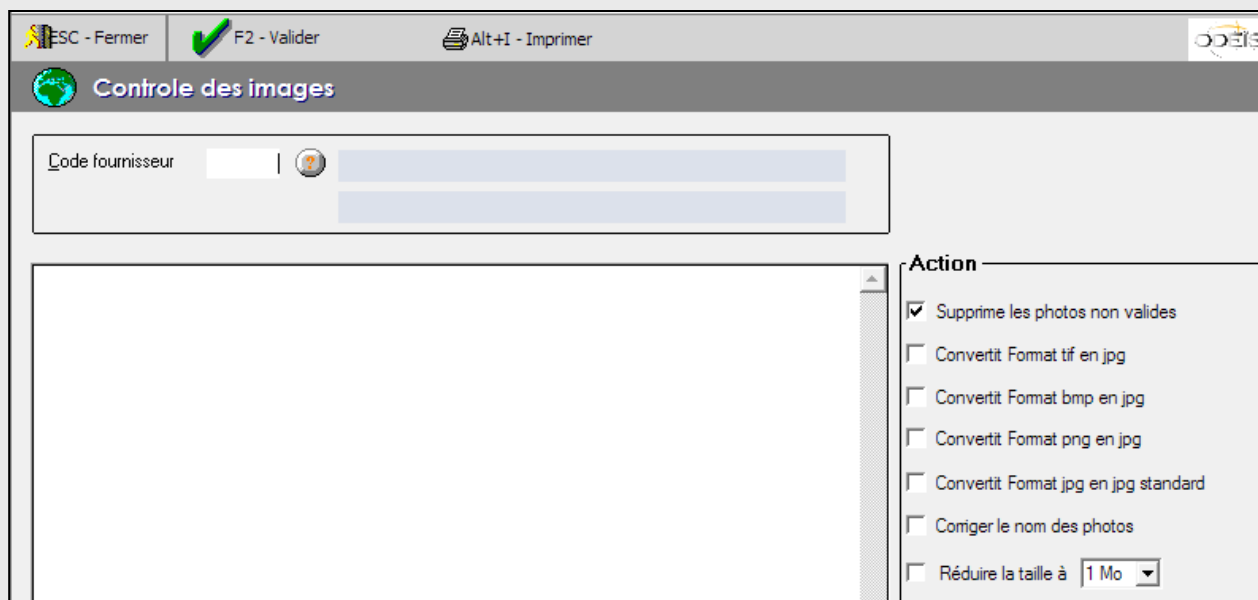 ESC - Fermer F2 - Valider Alt+I - Imprimer
Controle des images
Code fournisseur
Action
Supprime les photos non valides
Convertit Format tif en jpg
Convertit Format bmp en jpg
Convertit Format png en jpg
Convertit Format jpg en jpg standard
Corriger le nom des photos
Réduire la taille à 1 Mo